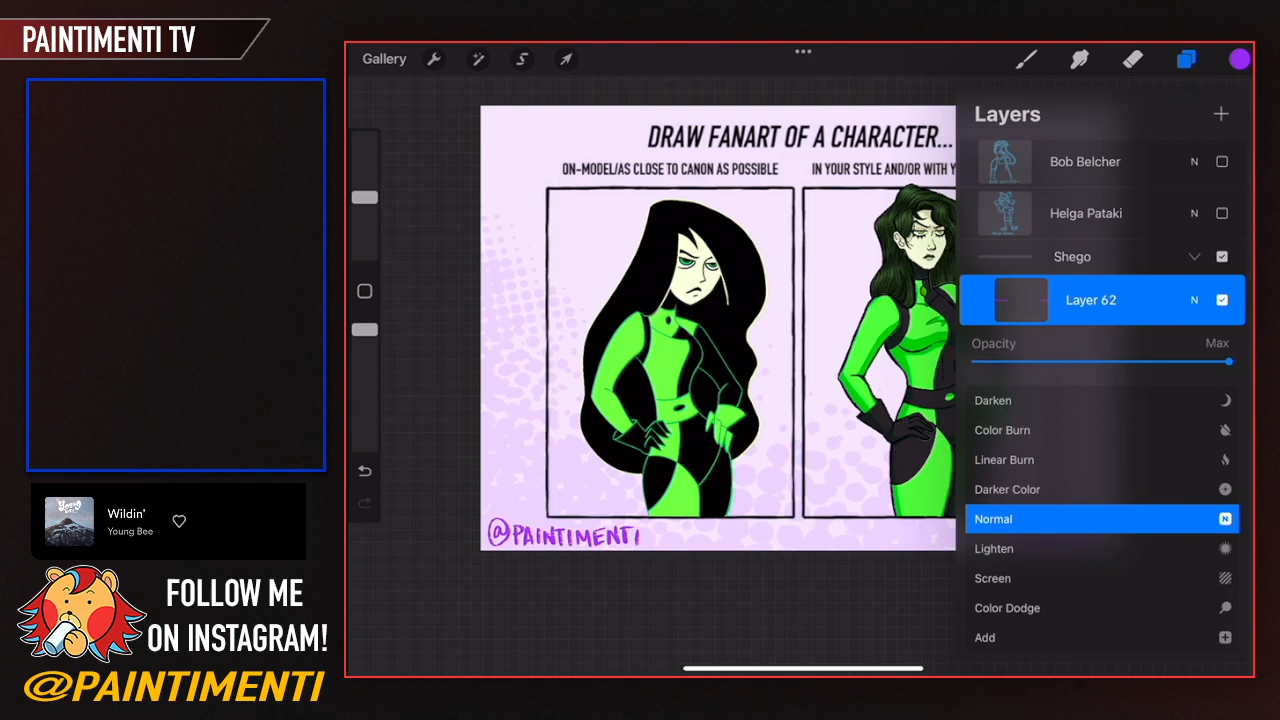 PAINTIMENTI TV
Gallery
DRAW FANART OF A CHARACTER...
ON-MODEL/AS CLOSE TO CANON AS POSSIBLE
IN YOUR STYLE AND/OR WITH Y
@PAINTIMENTI
Layers
Bob Belcher N
Helga Pataki N
Shego
Layer 62 N
Opacity Max
Darken
Color Burn
Linear Burn
Darker Color
Normal N
Lighten
Screen
Color Dodge
Add
Wildin'
Young Bee
FOLLOW ME
ON INSTAGRAM!
@PAINTIMENTI